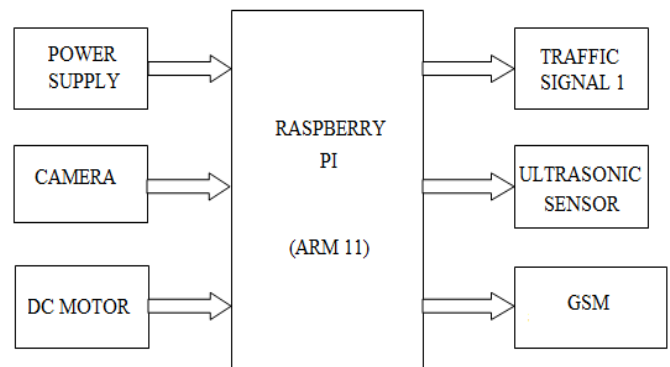 POWER
SUPPLY
CAMERA
DC MOTOR
RASPBERRY
PI
(ARM 11)
TRAFFIC
SIGNAL 1
ULTRASONIC
SENSOR
GSM